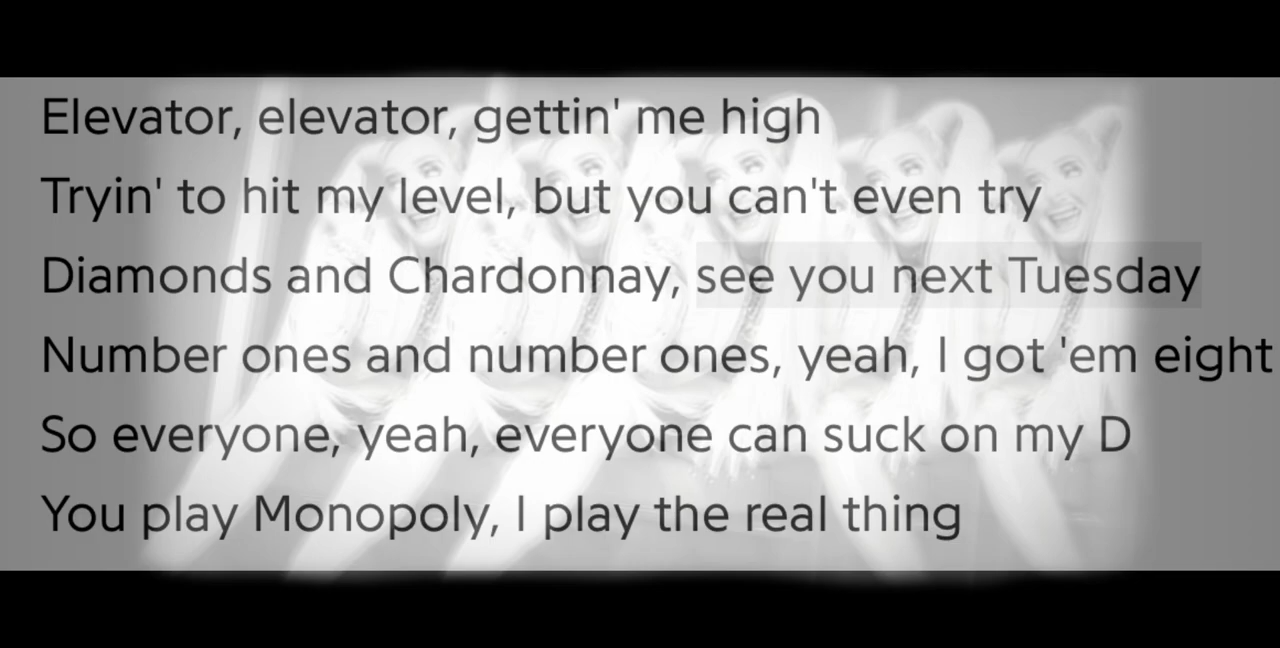 Elevator, elevator, gettin' me high
Tryin' to hit my level, but you can't even try
Diamonds and Chardonnay, see you next Tuesday
Number ones and number ones, yeah, I got 'em eight
So everyone, yeah, everyone can suck on my D
You play Monopoly, I play the real thing